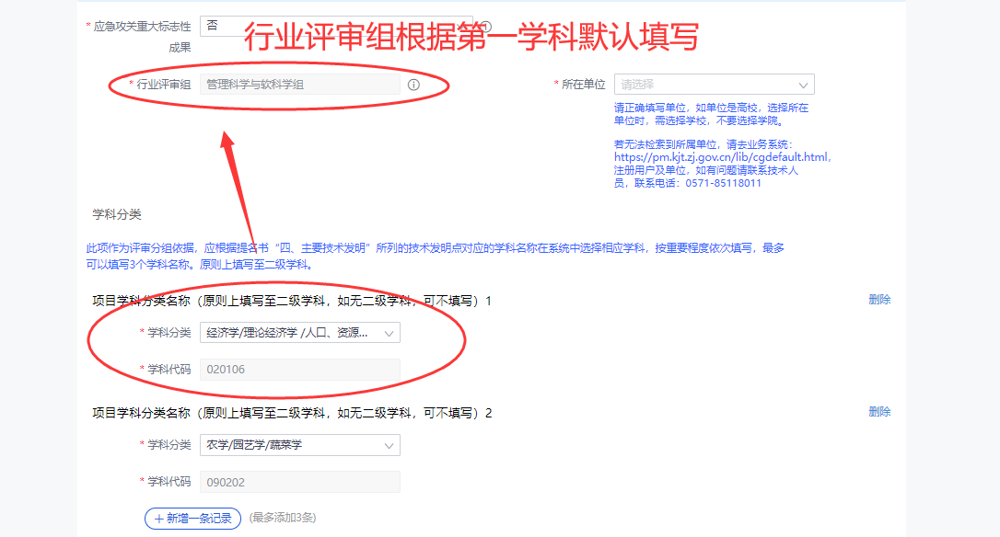 * 应急攻关重大标志性
成果
否
行业评审组根据第一学科默认填写
* 行业评审组
管理科学与软科学组
* 所在单位
请选择
请正确填写单位，如单位是高校，选择所在
单位时，需选择学校，不要选择学院。
若无法检索到所属单位，请去业务系统：
https://pm.kjt.zj.gov.cn/lib/cgdefault.html，
注册用户及单位，如有问题请联系技术人
员，联系电话：0571-85118011
学科分类
此项作为评审分组依据，应根据提名书“四、主要技术发明”所列的技术发明点对应的学科名称在系统中选择相应学科，按重要程度依次填写，最多
可以填写3个学科名称。原则上填写至二级学科。
项目学科分类名称（原则上填写至二级学科，如无二级学科，可不填写）1
删除
* 学科分类
经济学/理论经济学 /人口、资源...
* 学科代码
020106
项目学科分类名称（原则上填写至二级学科，如无二级学科，可不填写）2
删除
* 学科分类
农学/园艺学/蔬菜学
* 学科代码
090202
＋新增一条记录
(最多添加3条)